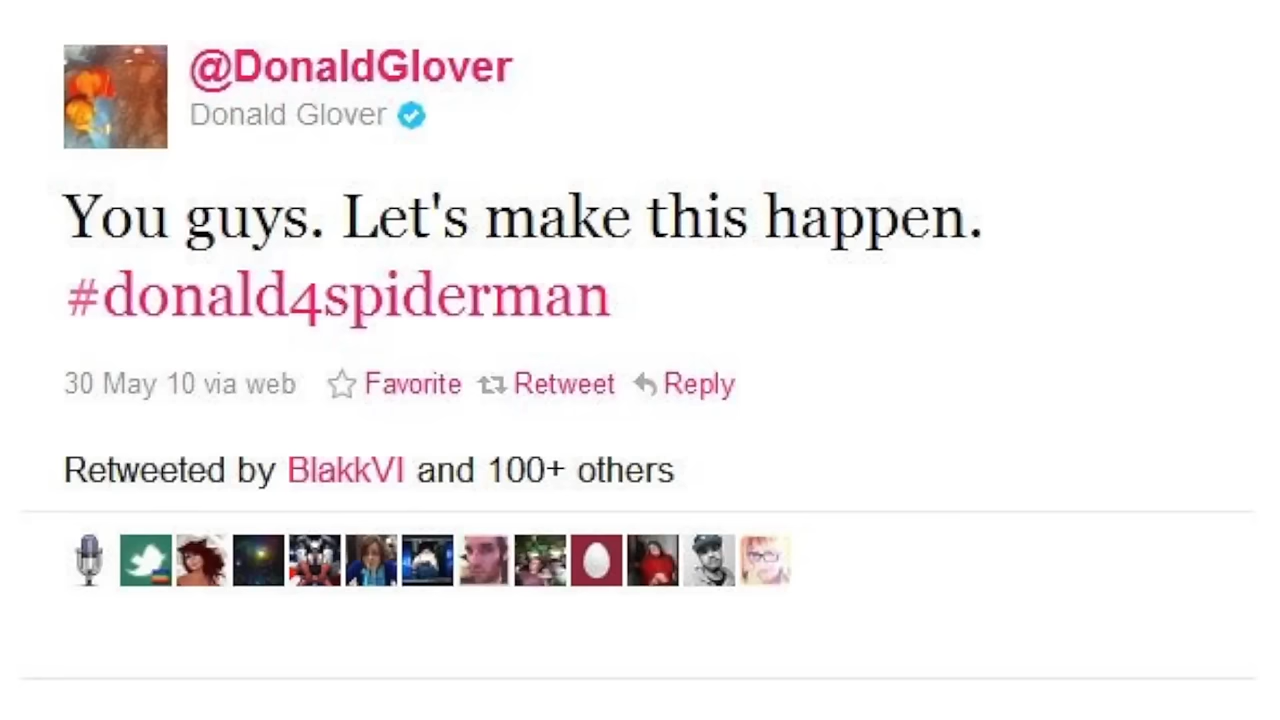 @DonaldGlover
Donald Glover
You guys. Let's make this happen.
#donald4spiderman
30 May 10 via web Favorite Retweet Reply
Retweeted by BlakkVI and 100+ others